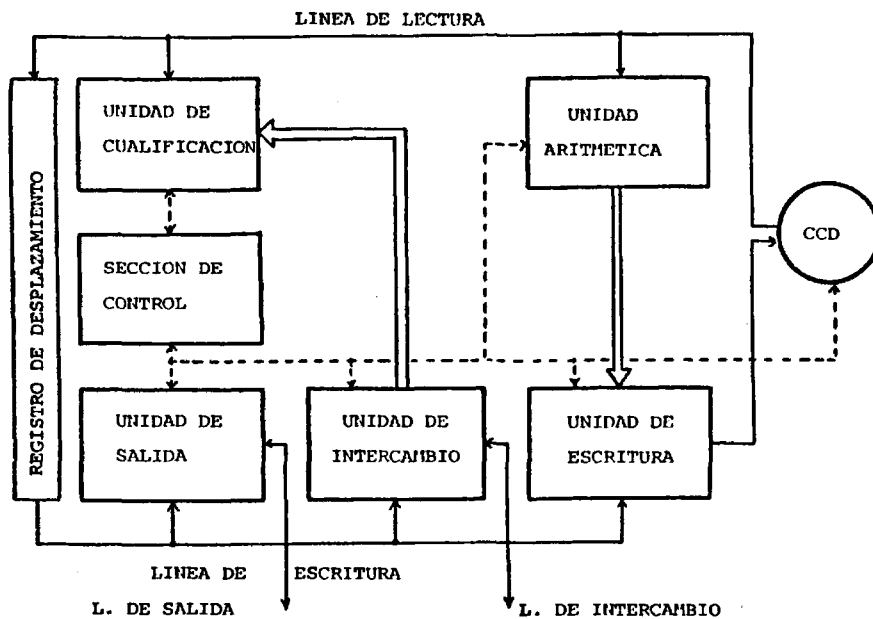 LINEA DE LECTURA
REGISTRO DE DESPLAZAMIENTO
UNIDAD DE
CUALIFICACION
UNIDAD
ARITMETICA
CCD
SECCION DE
CONTROL
UNIDAD DE
SALIDA
UNIDAD DE
INTERCAMBIO
UNIDAD DE
ESCRITURA
LINEA DE ESCRITURA
L. DE SALIDA
L. DE INTERCAMBIO